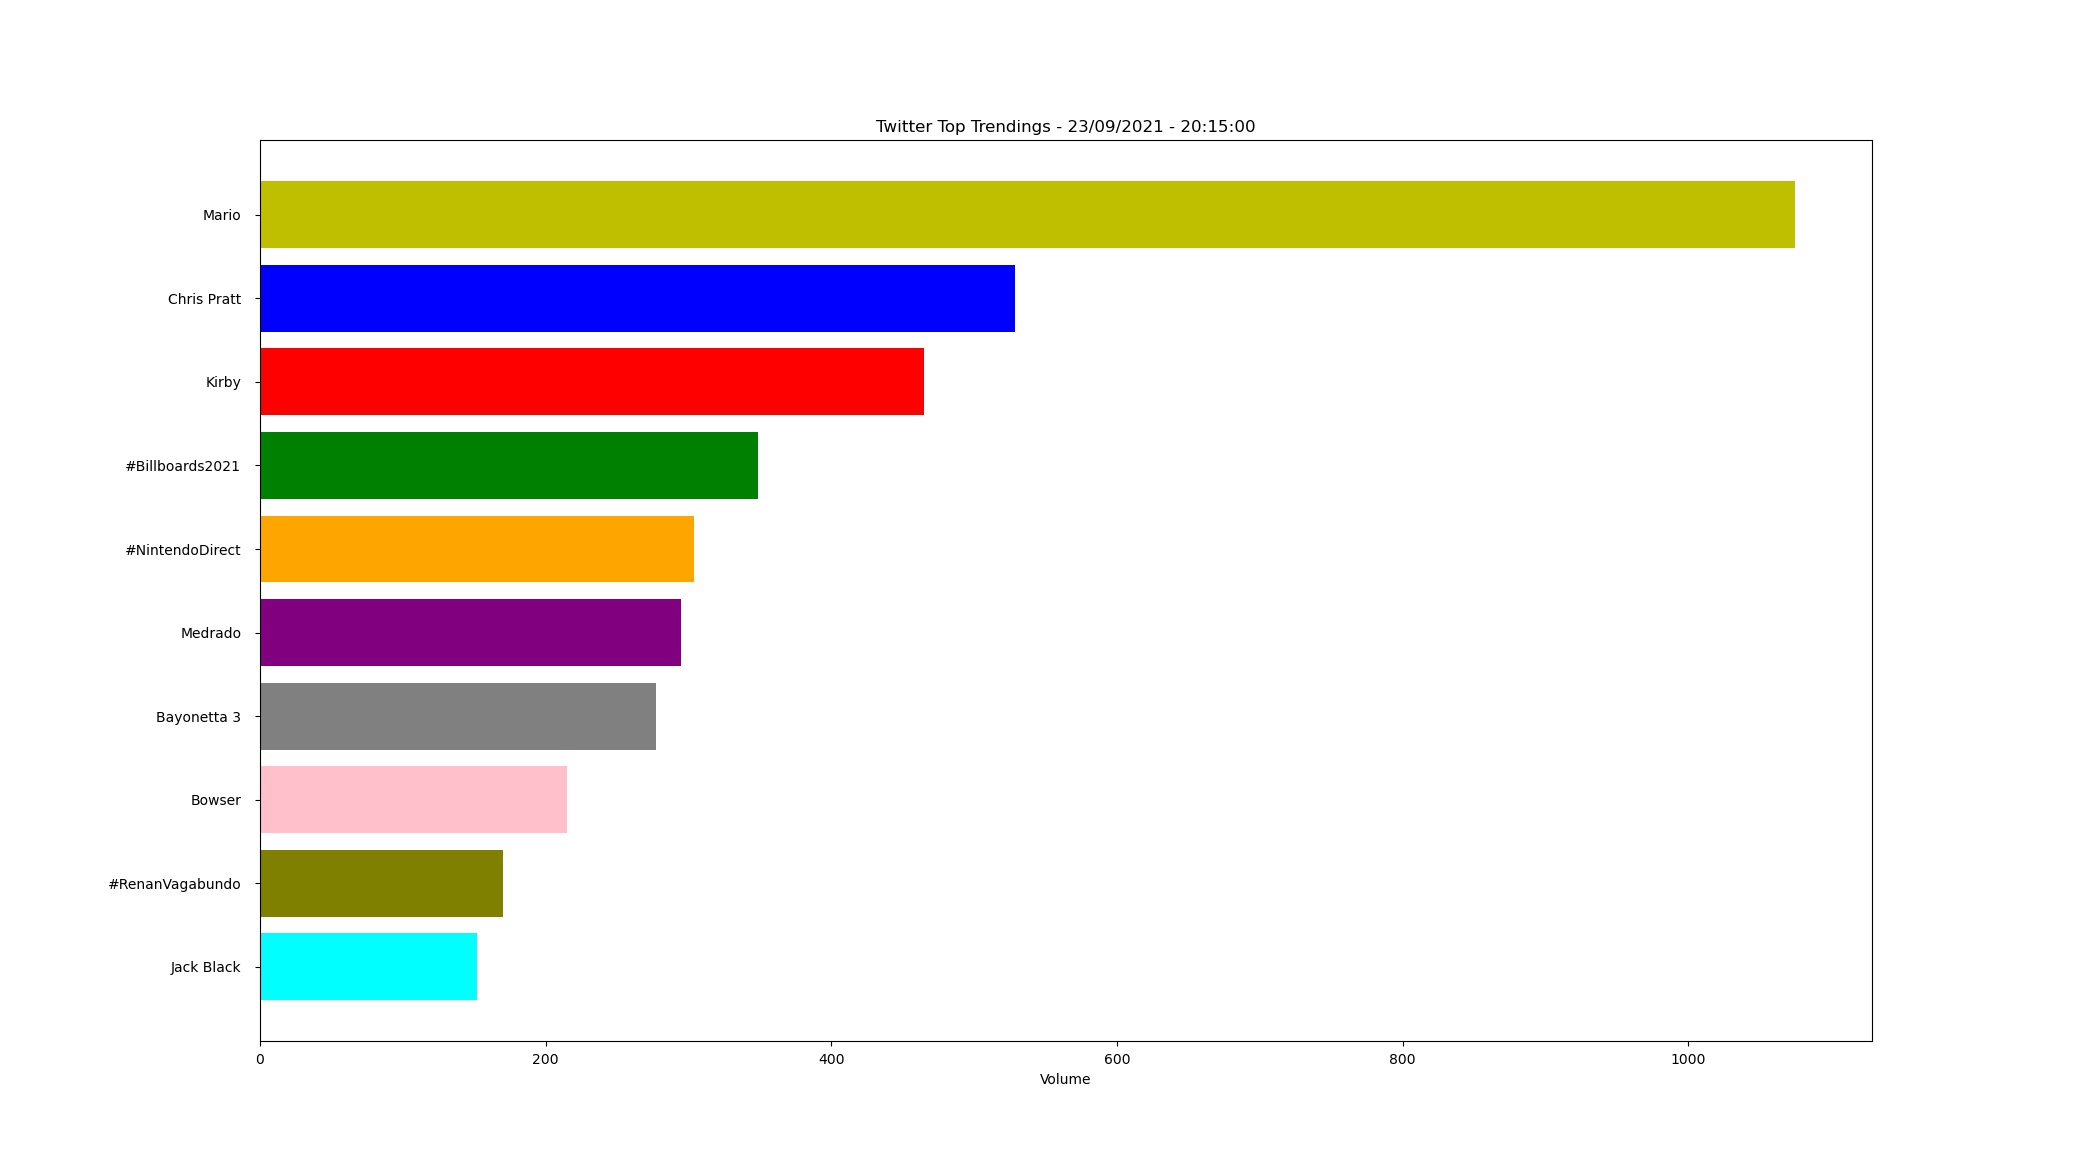 Twitter Top Trendings - 23/09/2021 - 20:15:00
Mario
Chris Pratt
Kirby
#Billboards2021
#NintendoDirect
Medrado
Bayonetta 3
Bowser
#RenanVagabundo
Jack Black
0 200 400 600 800 1000
Volume